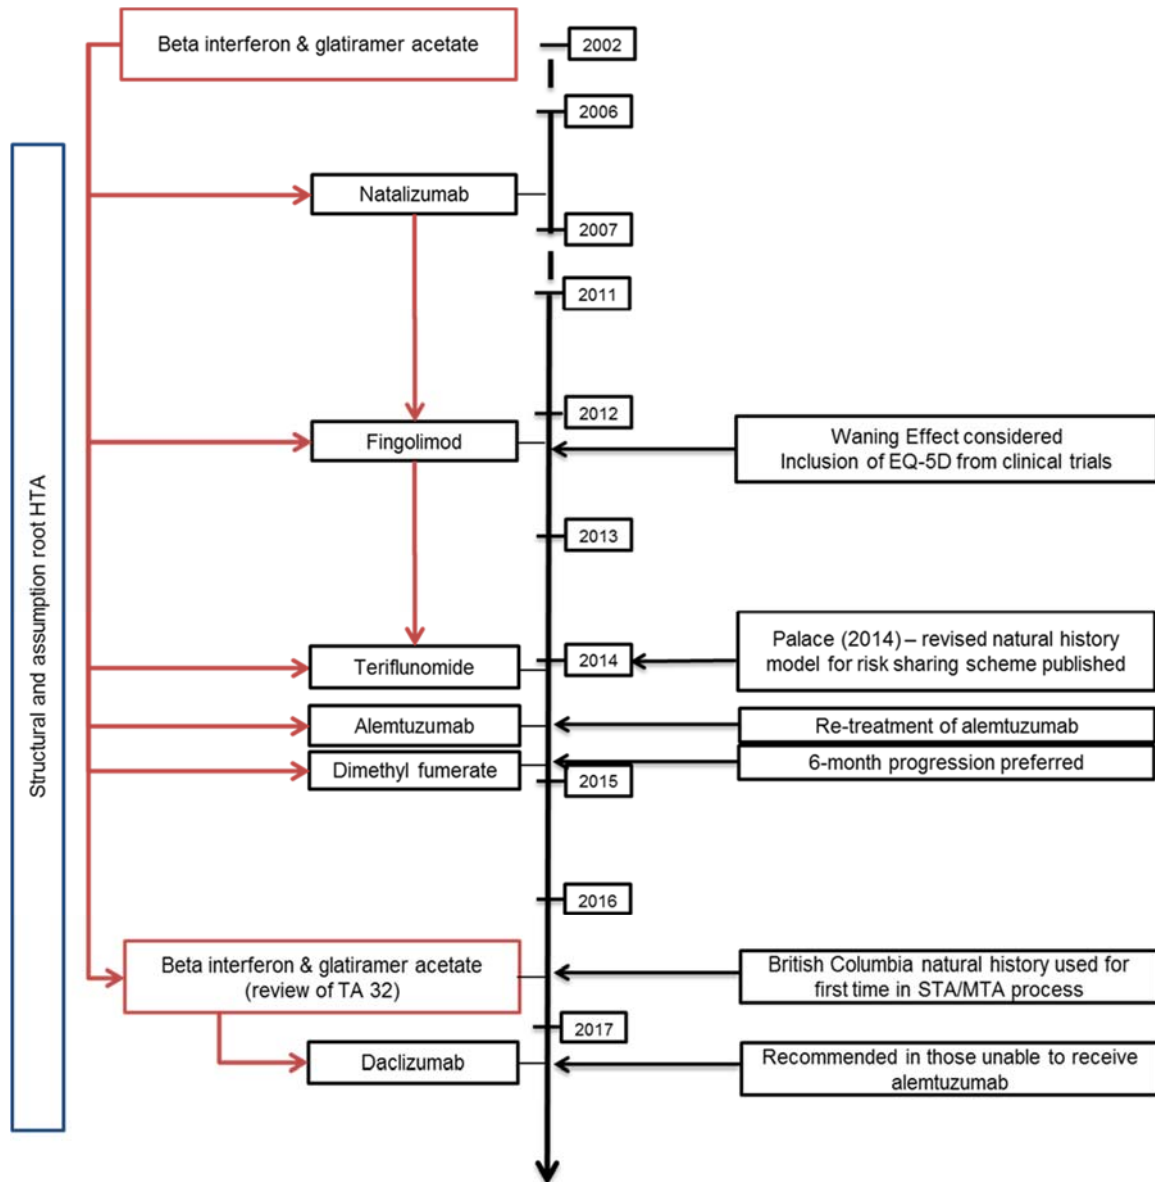 Beta interferon & glatiramer acetate
2002
2006
Structural and assumption root HTA
Natalizumab
2007
2011
2012
Fingolimod
Waning Effect considered
Inclusion of EQ-5D from clinical trials
2013
Teriflunomide
2014
Palace (2014) – revised natural history
model for risk sharing scheme published
Alemtuzumab
Re-treatment of alemtuzumab
Dimethyl fumerate
6-month progression preferred
2015
2016
Beta interferon & glatiramer acetate
(review of TA 32)
British Columbia natural history used for
first time in STA/MTA process
2017
Daclizumab
Recommended in those unable to receive
alemtuzumab